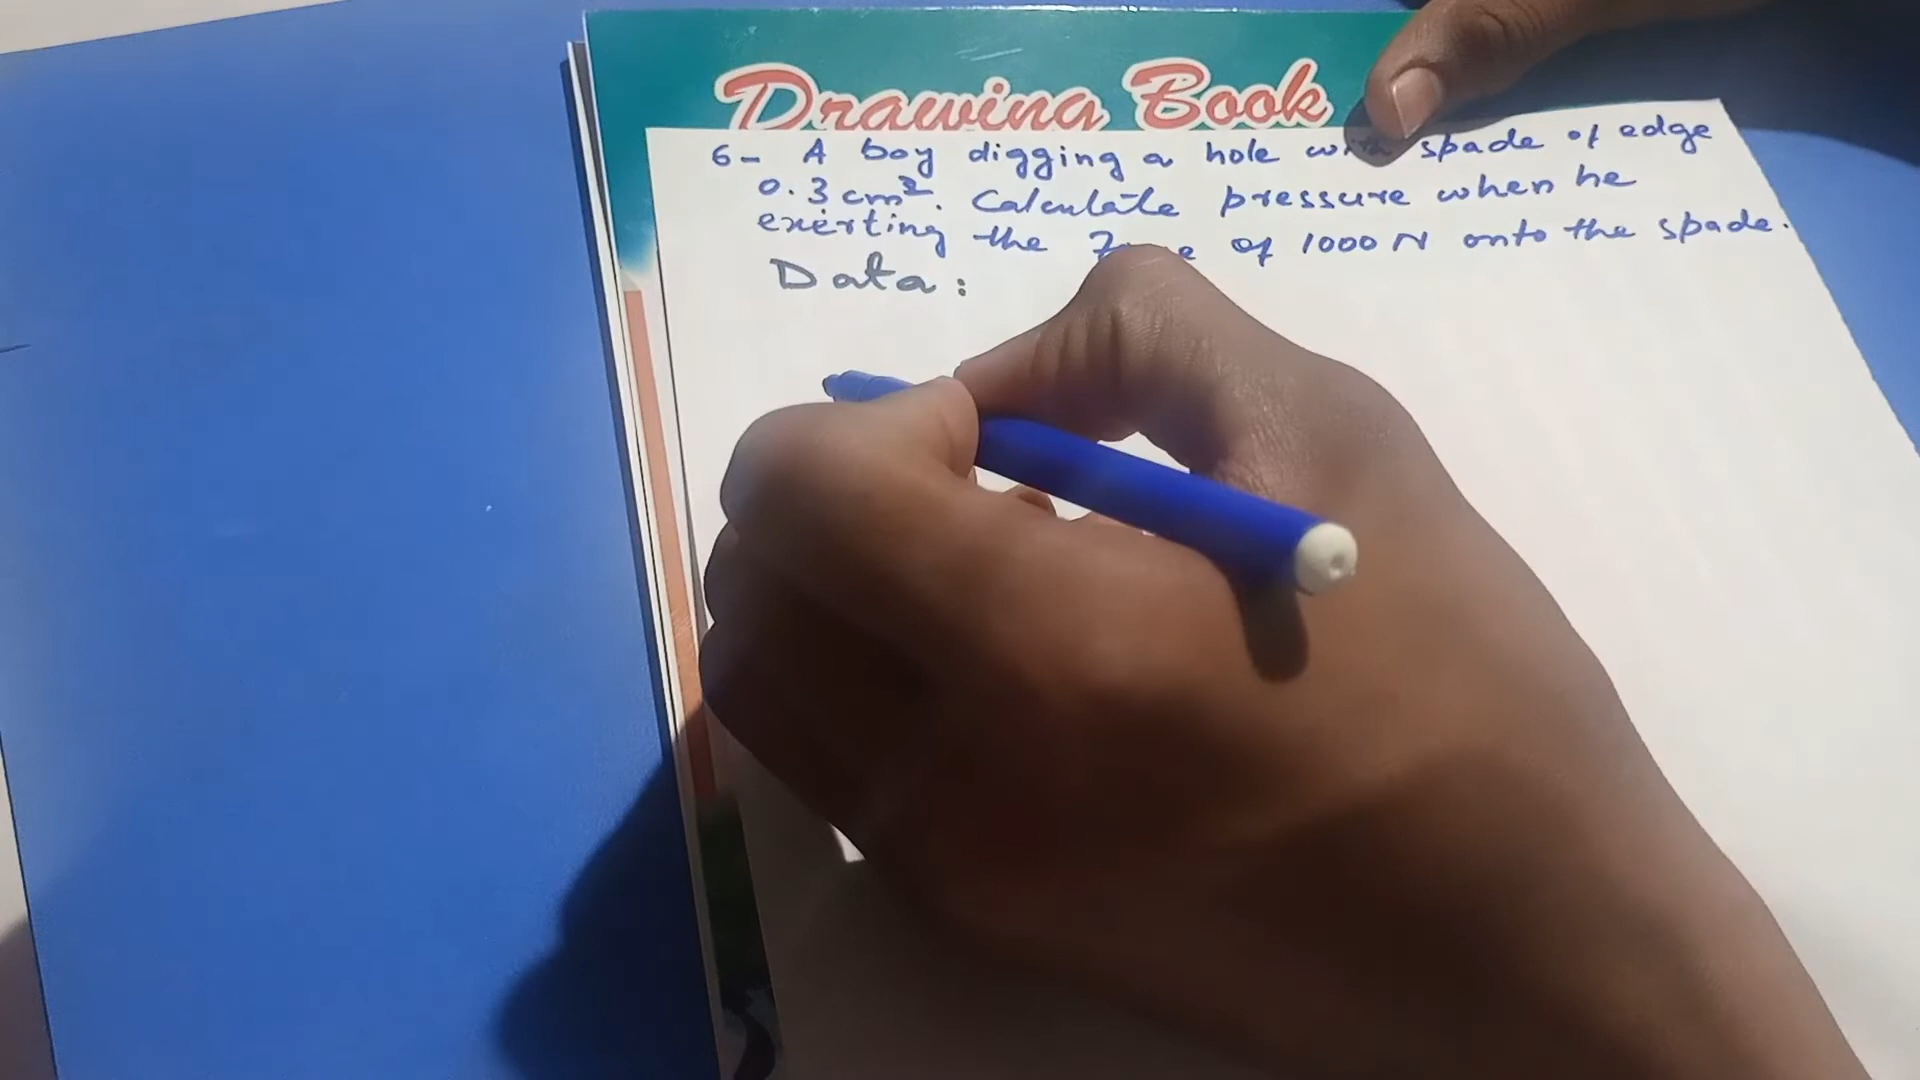 Drawing Book
6- A boy digging a hole spade of edge
0.3 cm². Calculate pressure when he
exerting the of 1000 N onto the spade.
Data: